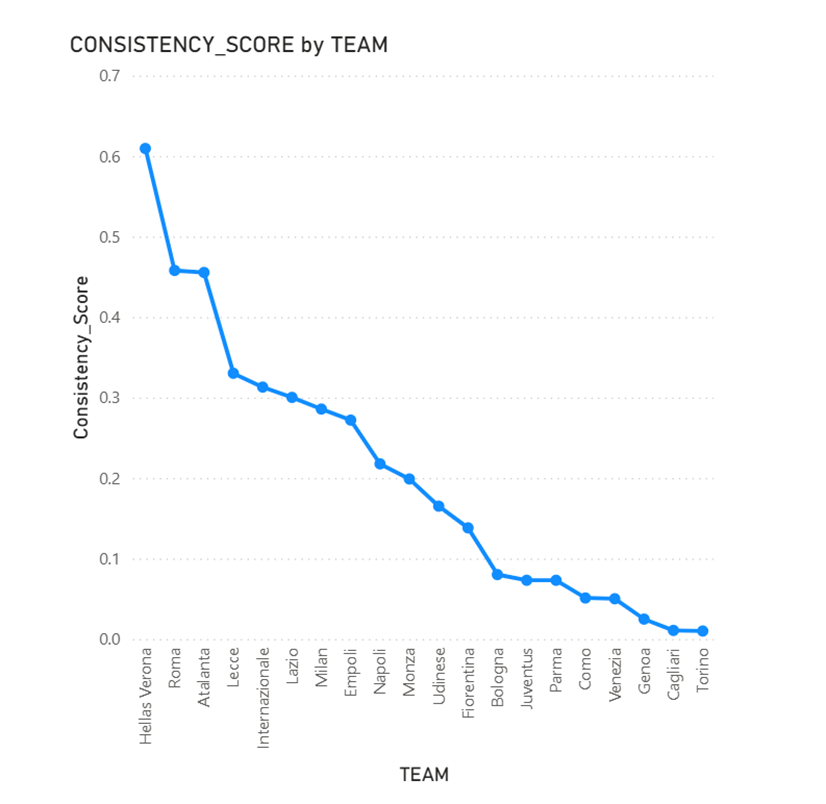 CONSISTENCY_SCORE by TEAM
0.7
0.6
0.5
0.4
0.3
0.2
0.1
0.0
Consistency_Score
Hellas Verona
Roma
Atalanta
Lecce
Internazionale
Lazio
Milan
Empoli
Napoli
Monza
Udinese
Fiorentina
Bologna
Juventus
Parma
Como
Venezia
Genoa
Cagliari
Torino
TEAM